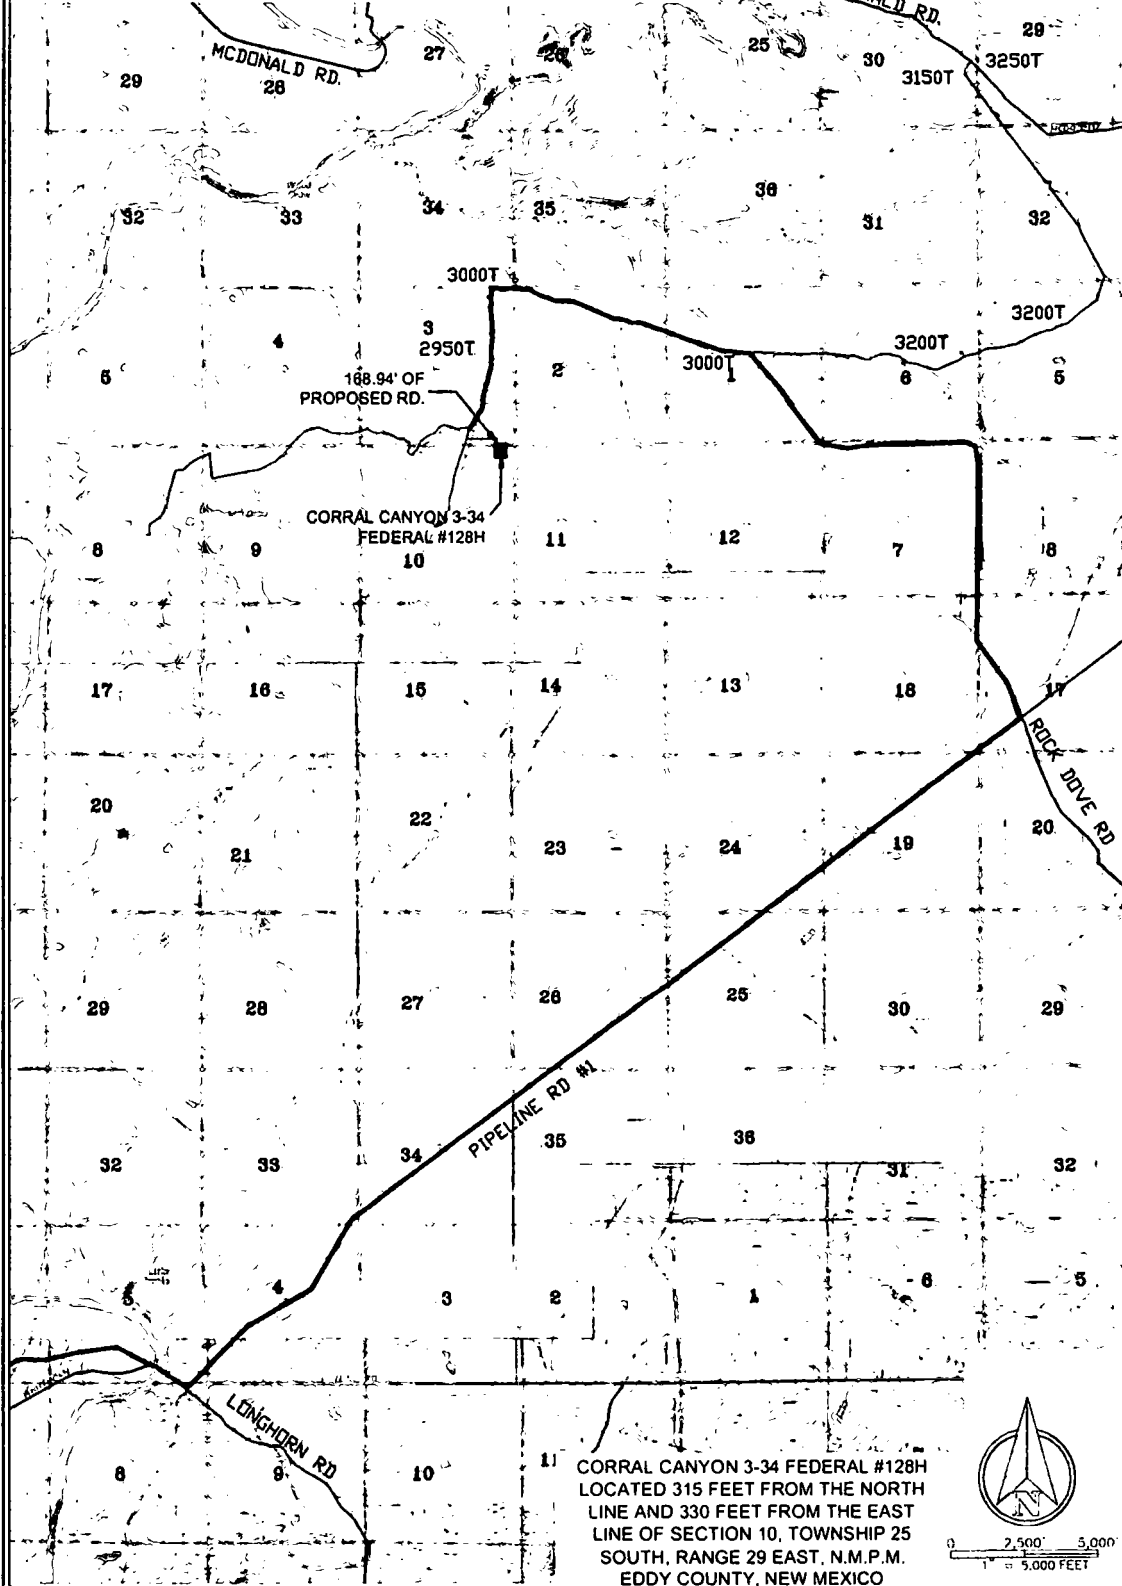 ALD RD.
29
27
26
25
30
3250T
MCDONALD RD.
29
28
3150T
36
34
35
32
33
31
32
3000T
3200T
3
4
2950T
3200T
3000T
2
1
6
5
5
168.94' OF
PROPOSED RD.
CORRAL CANYON 3-34
FEDERAL #128H
8
9
10
11
12
7
8
17
16
15
14
13
18
17
ROCK DOVE RD
20
22
21
23
24
19
20
29
28
27
26
25
30
29
PIPELINE RD #1
32
33
34
35
36
31
32
5
4
3
2
1
6
5
LONGHORN RD
8
9
10
11
CORRAL CANYON 3-34 FEDERAL #128H
LOCATED 315 FEET FROM THE NORTH
LINE AND 330 FEET FROM THE EAST
LINE OF SECTION 10, TOWNSHIP 25
SOUTH, RANGE 29 EAST, N.M.P.M.
EDDY COUNTY, NEW MEXICO
N
0 2,500' 5,000'
1" = 5,000 FEET